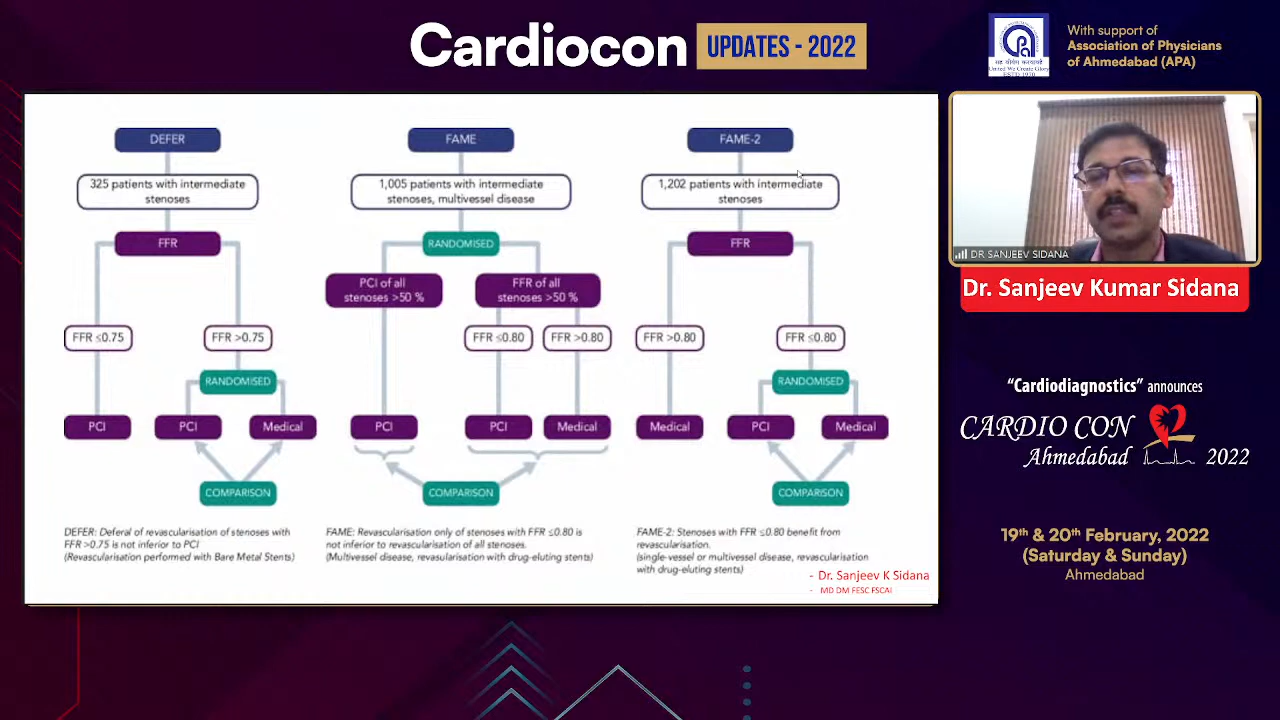 Cardiocon
UPDATES - 2022
With support of
Association of Physicians
of Ahmedabad (APA)
United We Create Glory
ESTD 1970
DEFER
325 patients with intermediate
stenoses
FFR
FFR ≤0.75
FFR >0.75
RANDOMISED
PCI
PCI
Medical
COMPARISON
DEFER: Deferal of revascularisation of stenoses with
FFR >0.75 is not inferior to PCI
(Revascularisation performed with Bare Metal Stents)
FAME
1,005 patients with intermediate
stenoses, multivessel disease
RANDOMISED
PCI of all
stenoses >50 %
FFR of all
stenoses >50 %
FFR ≤0.80
FFR >0.80
PCI
PCI
Medical
COMPARISON
FAME: Revascularisation only of stenoses with FFR ≤0.80 is
not inferior to revascularisation of all stenoses.
(Multivessel disease, revasularisation with drug-eluting stents)
FAME-2
1,202 patients with intermediate
stenoses
FFR
FFR >0.80
FFR ≤0.80
RANDOMISED
Medical
PCI
Medical
COMPARISON
FAME-2: Stenoses with FFR ≤0.80 benefit from
revascularisation.
(single-vessel or multivessel disease, revascularisation
with drug-eluting stents)
- Dr. Sanjeev K Sidana
- MD DM FESC FSCAI
DR SANJEEV SIDANA
Dr. Sanjeev Kumar Sidana
“Cardiodiagnostics” announces
CARDIO CON
Ahmedabad 2022
19th & 20th February, 2022
(Saturday & Sunday)
Ahmedabad